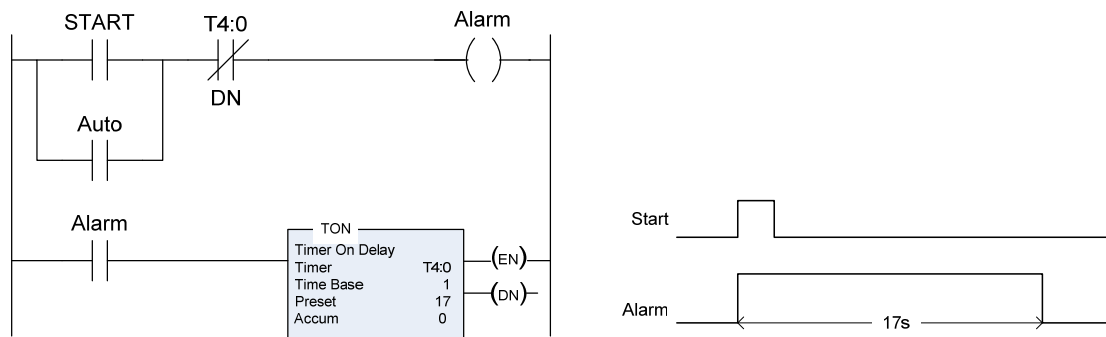 START
T4:0
Alarm
DN
Auto
Alarm
TON
Timer On Delay
Timer T4:0
Time Base 1
Preset 17
Accum 0
(EN)
(DN)
Start
Alarm
17s